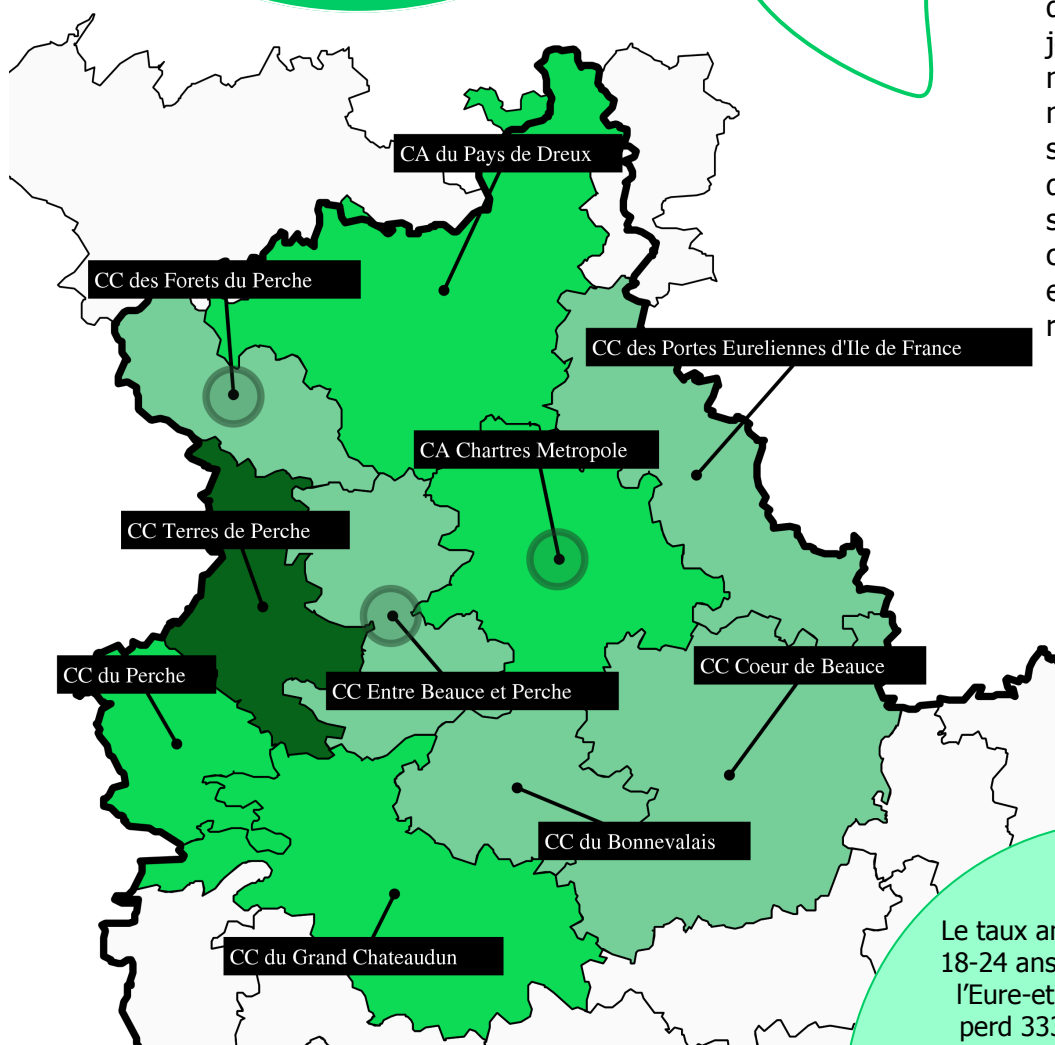 CA du Pays de Dreux
CC des Forets du Perche
CC des Portes Eureliennes d'Ile de France
CA Chartres Metropole
CC Terres de Perche
CC du Perche
CC Entre Beauce et Perche
CC Coeur de Beauce
CC du Bonnevalais
CC du Grand Chateaudun
Le taux
18-24 ans
l'Eure-et
perd 333